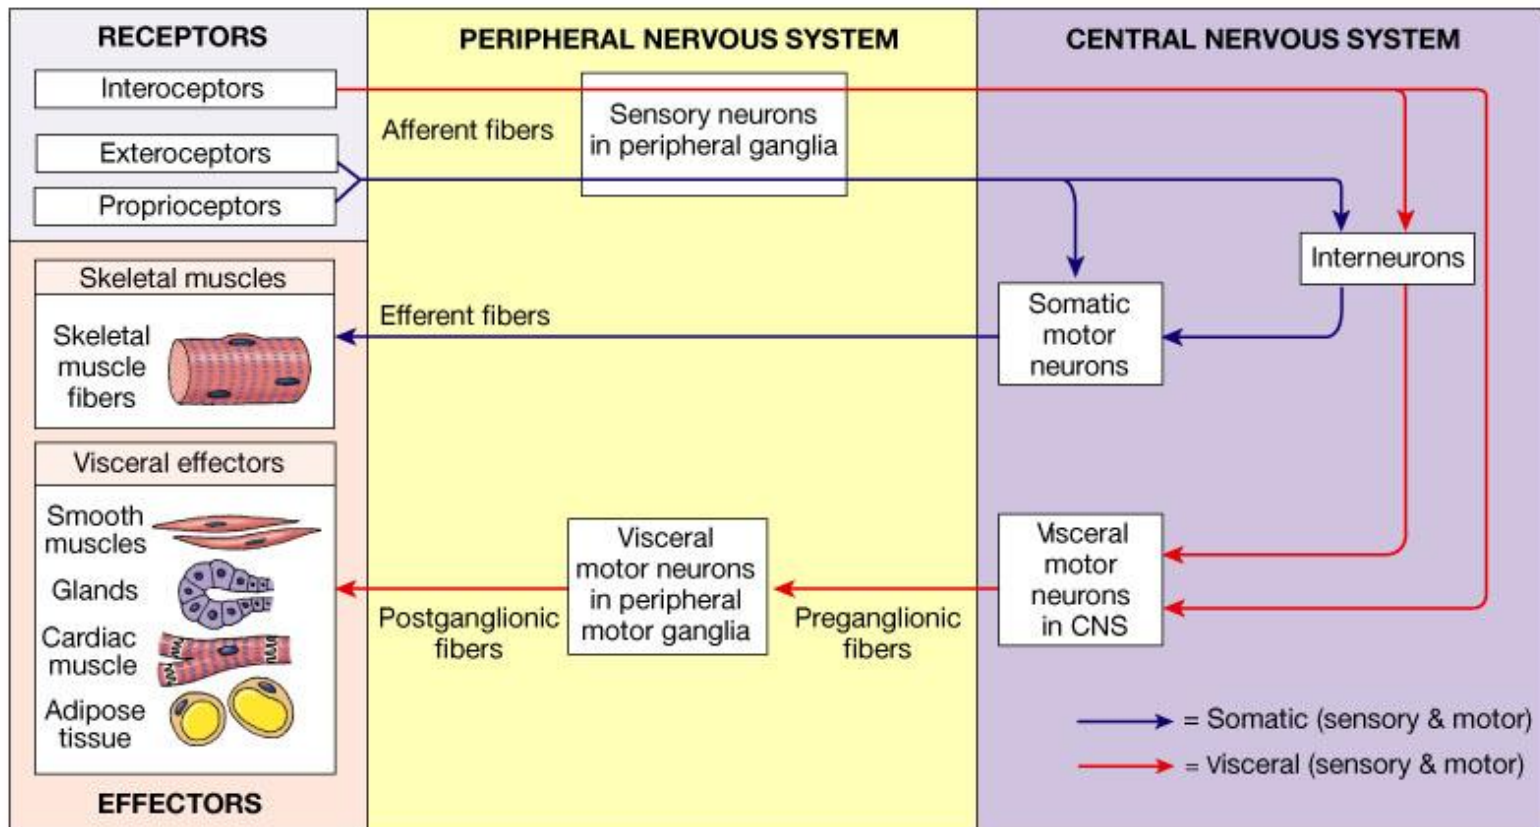 RECEPTORS
Interoceptors
Exteroceptors
Proprioceptors
PERIPHERAL NERVOUS SYSTEM
Afferent fibers
Sensory neurons
in peripheral ganglia
CENTRAL NERVOUS SYSTEM
Interneurons
Somatic
motor
neurons
Efferent fibers
Skeletal muscles
Skeletal
muscle
fibers
Visceral effectors
Smooth
muscles
Glands
Cardiac
muscle
Adipose
tissue
EFFECTORS
Postganglionic
fibers
Visceral
motor neurons
in peripheral
motor ganglia
Preganglionic
fibers
Visceral
motor
neurons
in CNS
= Somatic (sensory & motor)
= Visceral (sensory & motor)